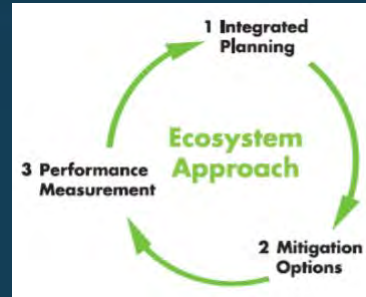 1 Integrated
Planning
Ecosystem
Approach
3 Performance
Measurement
2 Mitigation
Options